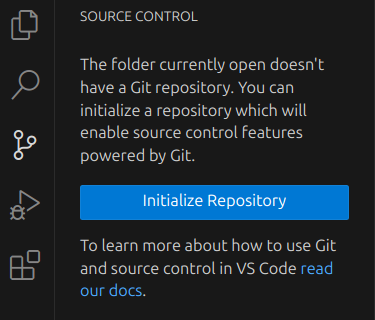 SOURCE CONTROL
The folder currently open doesn't
have a Git repository. You can
initialize a repository which will
enable source control features
powered by Git.
Initialize Repository
To learn more about how to use Git
and source control in VS Code read
our docs.